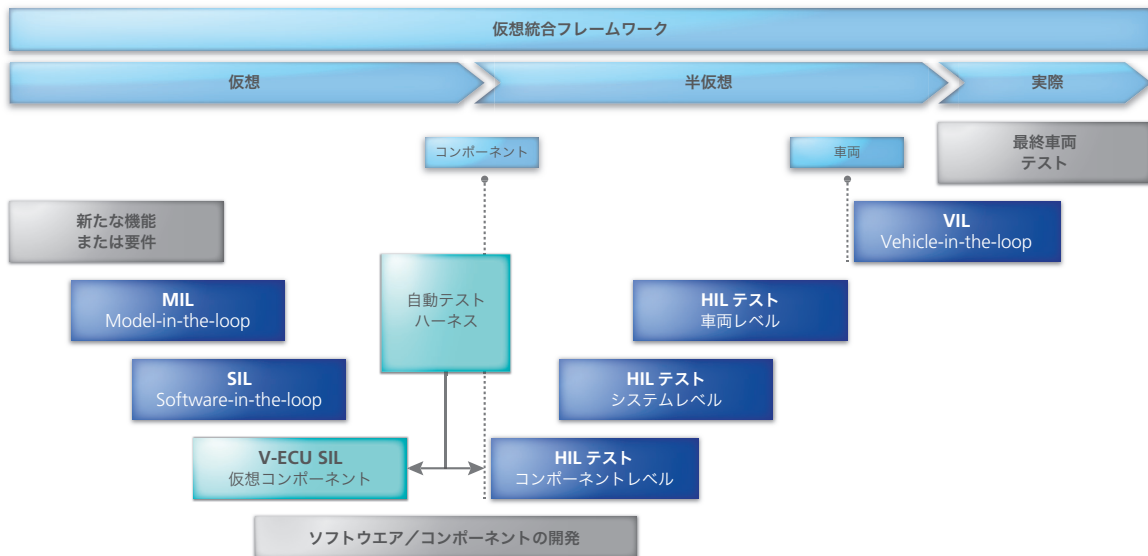 仮想統合フレームワーク
仮想
半仮想
実際
コンポーネント
車両
最終車両
テスト
新たな機能
または要件
VIL
Vehicle-in-the-loop
自動テスト
ハーネス
MIL
Model-in-the-loop
HIL テスト
車両レベル
SIL
Software-in-the-loop
HIL テスト
システムレベル
V-ECU SIL
仮想コンポーネント
HIL テスト
コンポーネントレベル
ソフトウエア／コンポーネントの開発